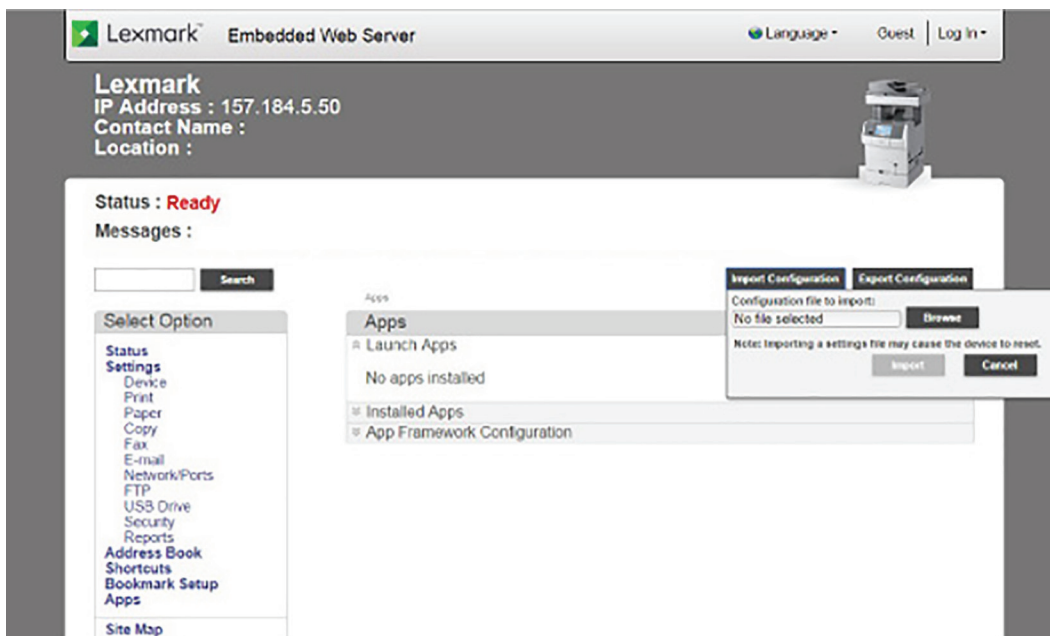 Lexmark™ Embedded Web Server Language Guest Log In
Lexmark
IP Address : 157.184.5.50
Contact Name :
Location :
Status : Ready
Messages :
Search
Import Configuration Export Configuration
Configuration file to import:
No file selected Browse
Note: Importing a settings file may cause the device to reset.
Import Cancel
Apps
Apps
Launch Apps
No apps installed
Installed Apps
App Framework Configuration
Select Option
Status
Settings
Device
Print
Paper
Copy
Fax
E-mail
Network/Ports
FTP
USB Drive
Security
Reports
Address Book
Shortcuts
Bookmark Setup
Apps
Site Map